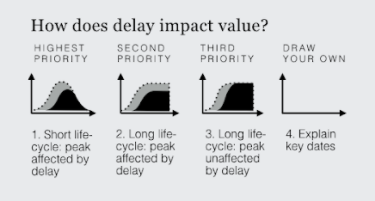 How does delay impact value?
HIGHEST
PRIORITY
SECOND
PRIORITY
THIRD
PRIORITY
DRAW
YOUR OWN
1. Short life-
cycle: peak
affected by
delay
2. Long life-
cycle: peak
affected by
delay
3. Long life-
cycle: peak
unaffected
by delay
4. Explain
key dates